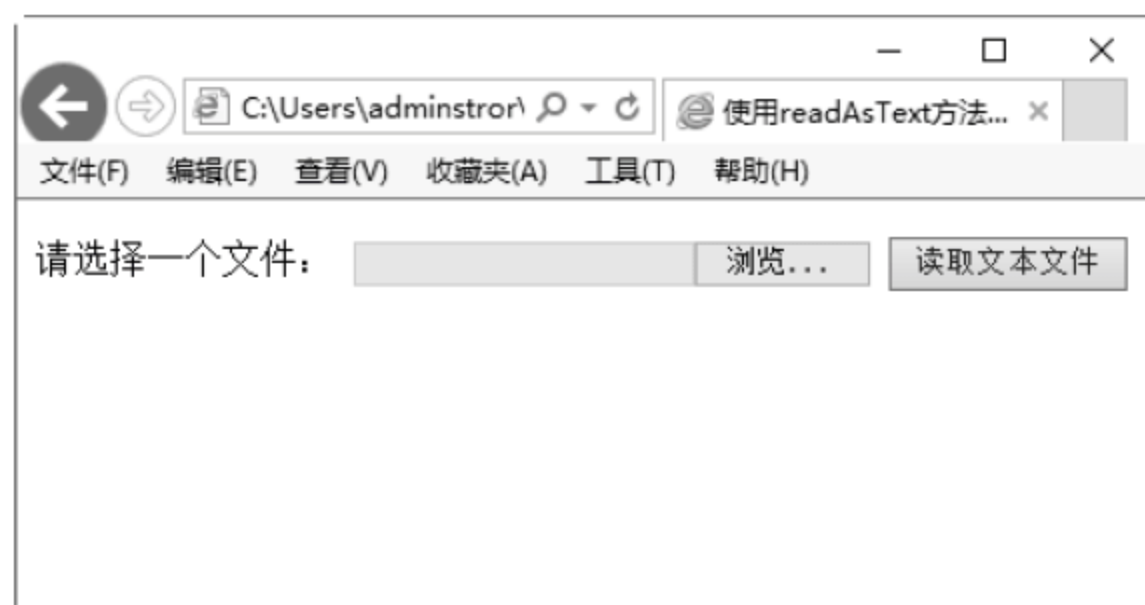 C:\Users\adminstror\ 使用readAsText方法...
文件(F) 编辑(E) 查看(V) 收藏夹(A) 工具(T) 帮助(H)
请选择一个文件： 浏览... 读取文本文件